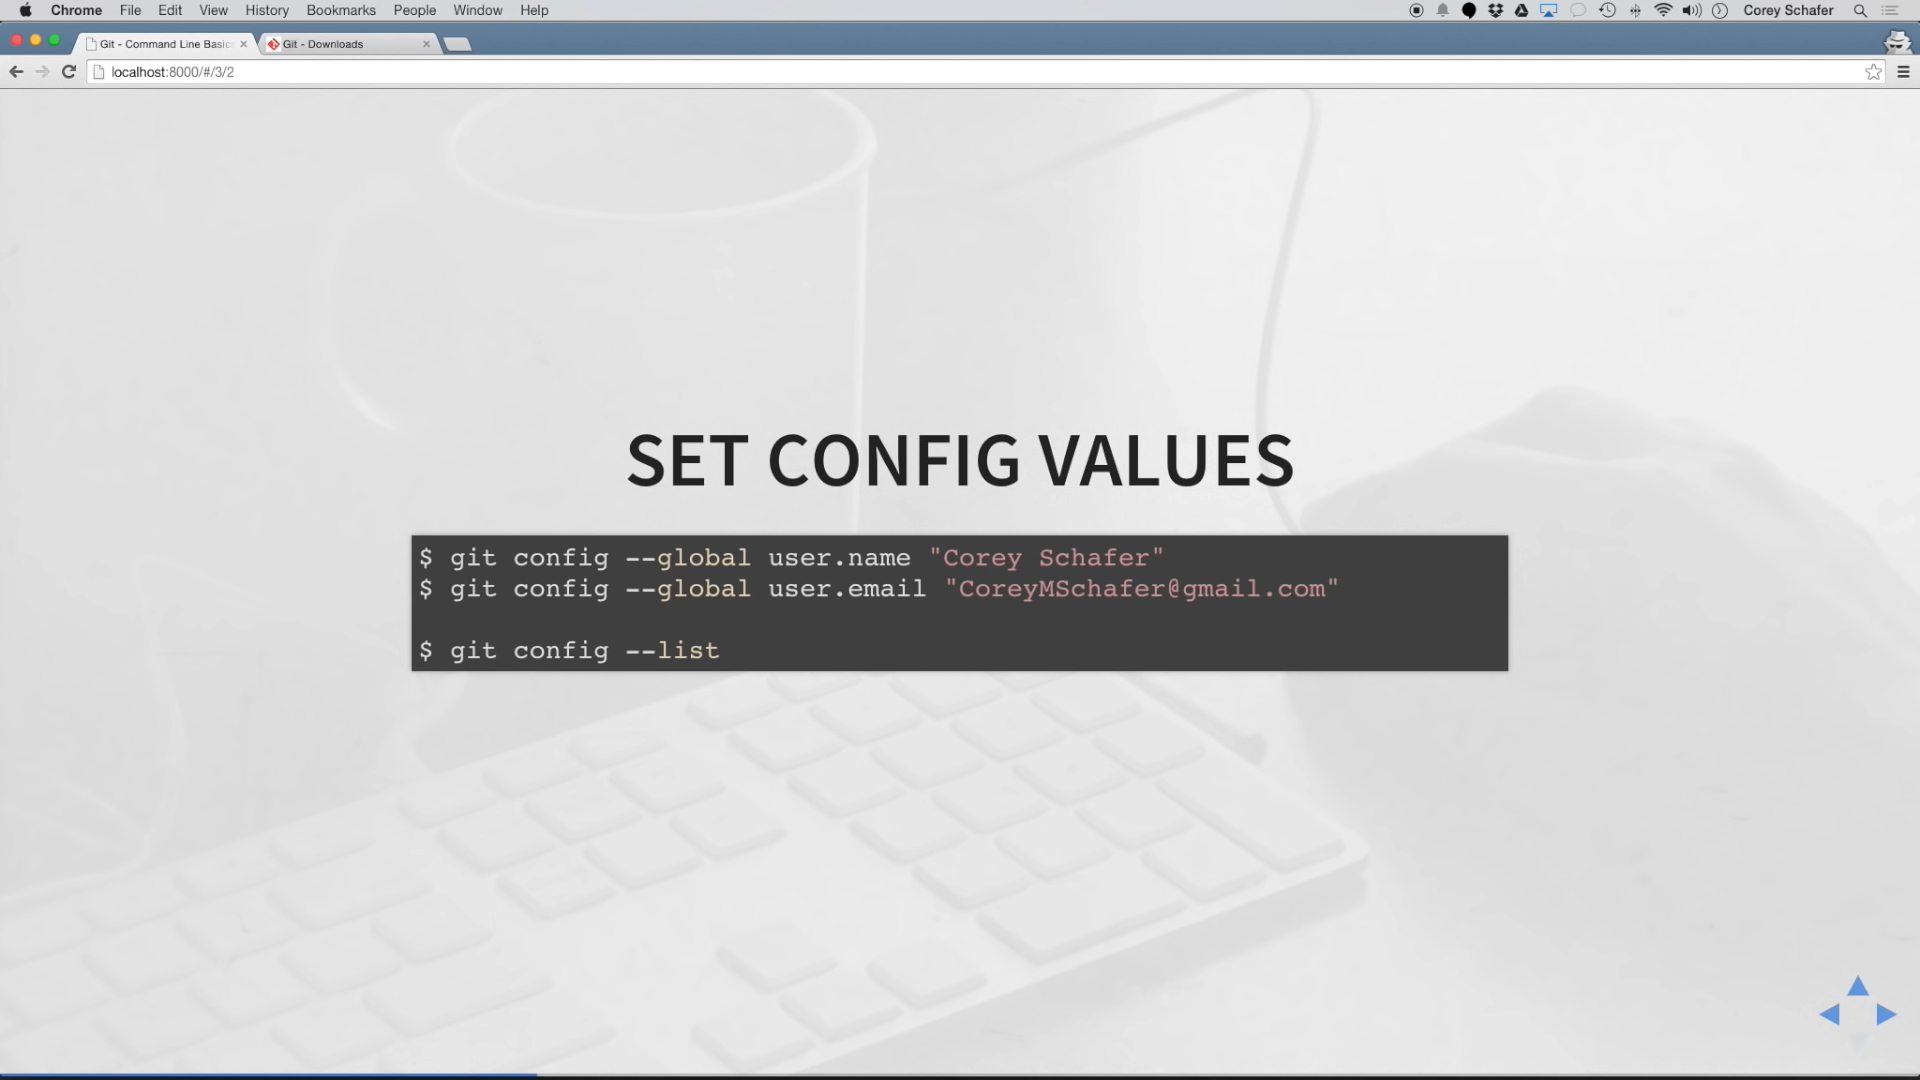 Chrome File Edit View History Bookmarks People Window Help Corey Schafer
Git - Command Line Basics Git - Downloads
localhost:8000/#/3/2
SET CONFIG VALUES
$ git config --global user.name "Corey Schafer"
$ git config --global user.email "CoreyMSchafer@gmail.com"
$ git config --list